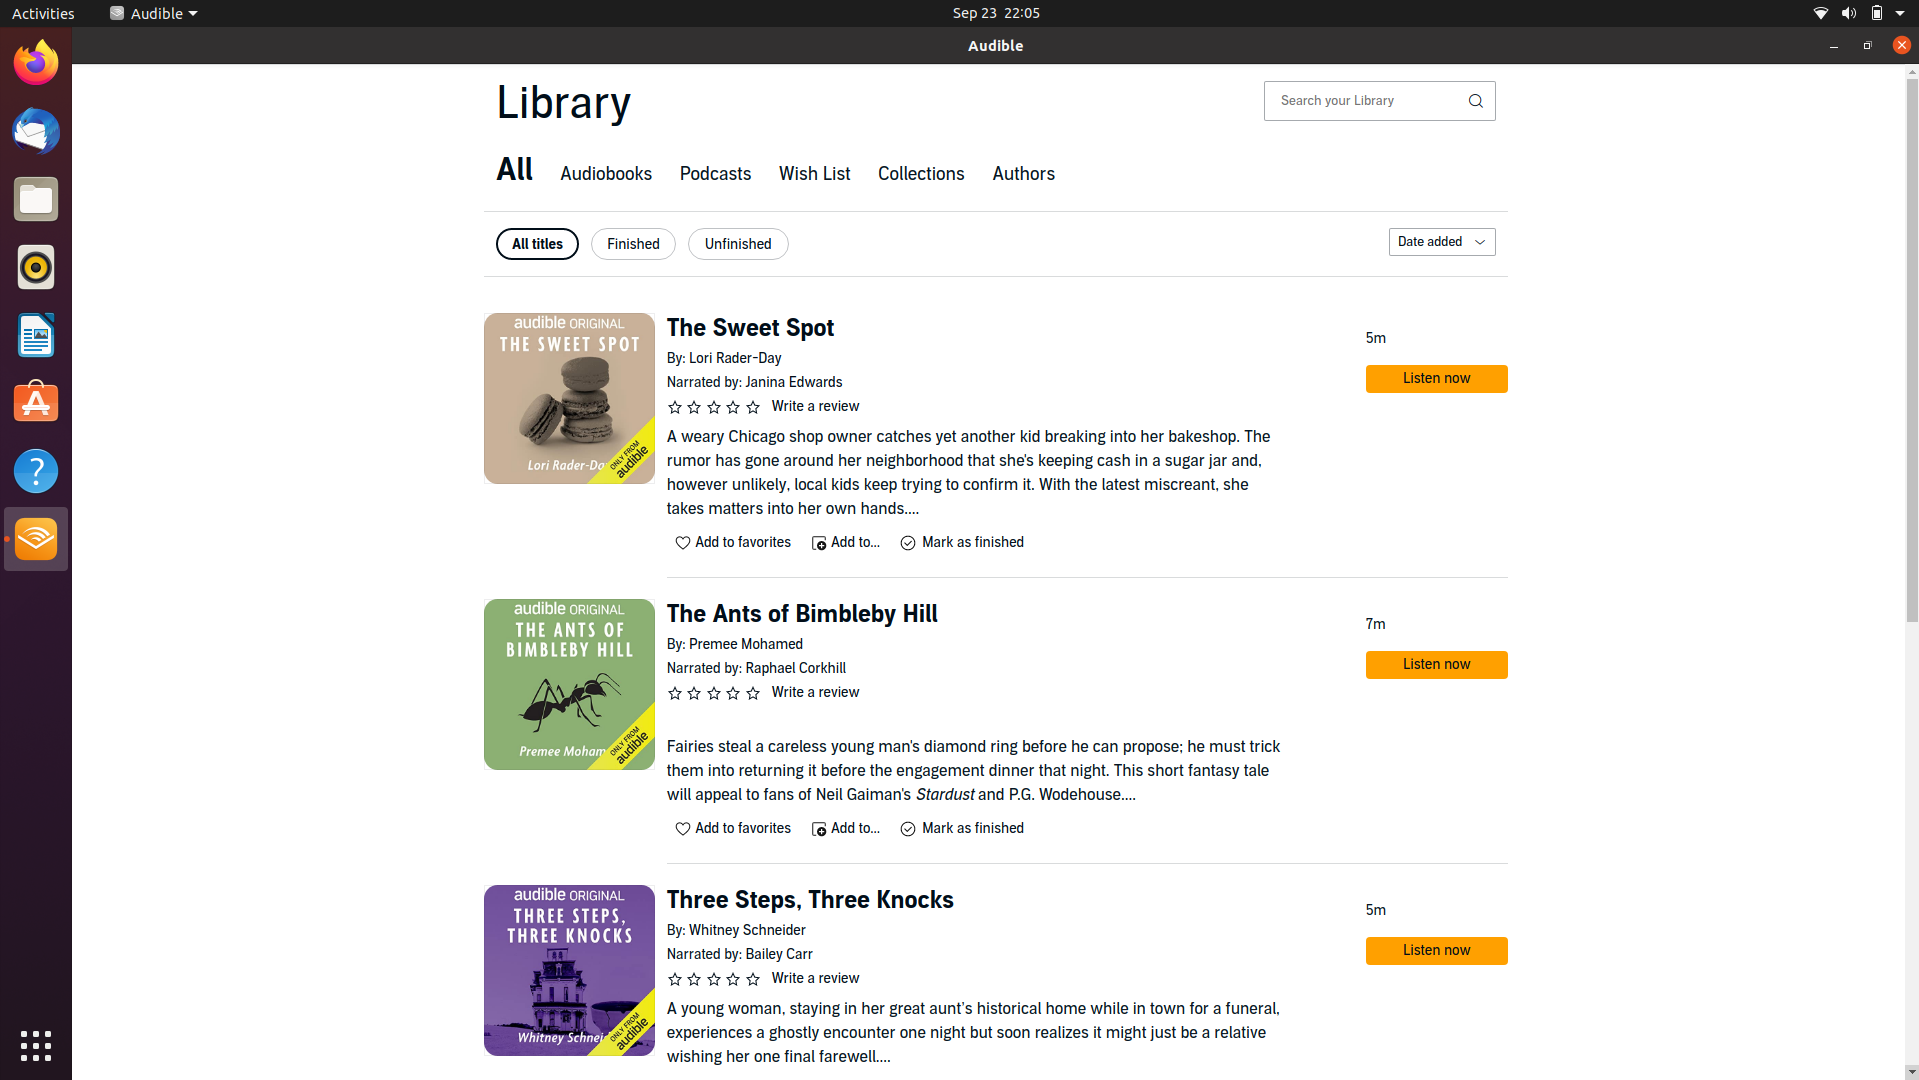 Activities
Audible
Sep 23 22:05
Audible
Library
Search your Library
All Audiobooks Podcasts Wish List Collections Authors
All titles Finished Unfinished
Date added
audible ORIGINAL
THE SWEET SPOT
Lori Rader-Da
ONLY FROM
audible
The Sweet Spot
By: Lori Rader-Day
Narrated by: Janina Edwards
Write a review
A weary Chicago shop owner catches yet another kid breaking into her bakeshop. The
rumor has gone around her neighborhood that she's keeping cash in a sugar jar and,
however unlikely, local kids keep trying to confirm it. With the latest miscreant, she
takes matters into her own hands....
Add to favorites Add to... Mark as finished
5m
Listen now
audible ORIGINAL
THE ANTS OF
BIMBLEBY HILL
Premee Moham
ONLY FROM
audible
The Ants of Bimbleby Hill
By: Premee Mohamed
Narrated by: Raphael Corkhill
Write a review
Fairies steal a careless young man's diamond ring before he can propose; he must trick
them into returning it before the engagement dinner that night. This short fantasy tale
will appeal to fans of Neil Gaiman's Stardust and P.G. Wodehouse....
Add to favorites Add to... Mark as finished
7m
Listen now
audible ORIGINAL
THREE STEPS,
THREE KNOCKS
Whitney Schnei
ONLY FROM
audible
Three Steps, Three Knocks
By: Whitney Schneider
Narrated by: Bailey Carr
Write a review
A young woman, staying in her great aunt's historical home while in town for a funeral,
experiences a ghostly encounter one night but soon realizes it might just be a relative
wishing her one final farewell....
5m
Listen now